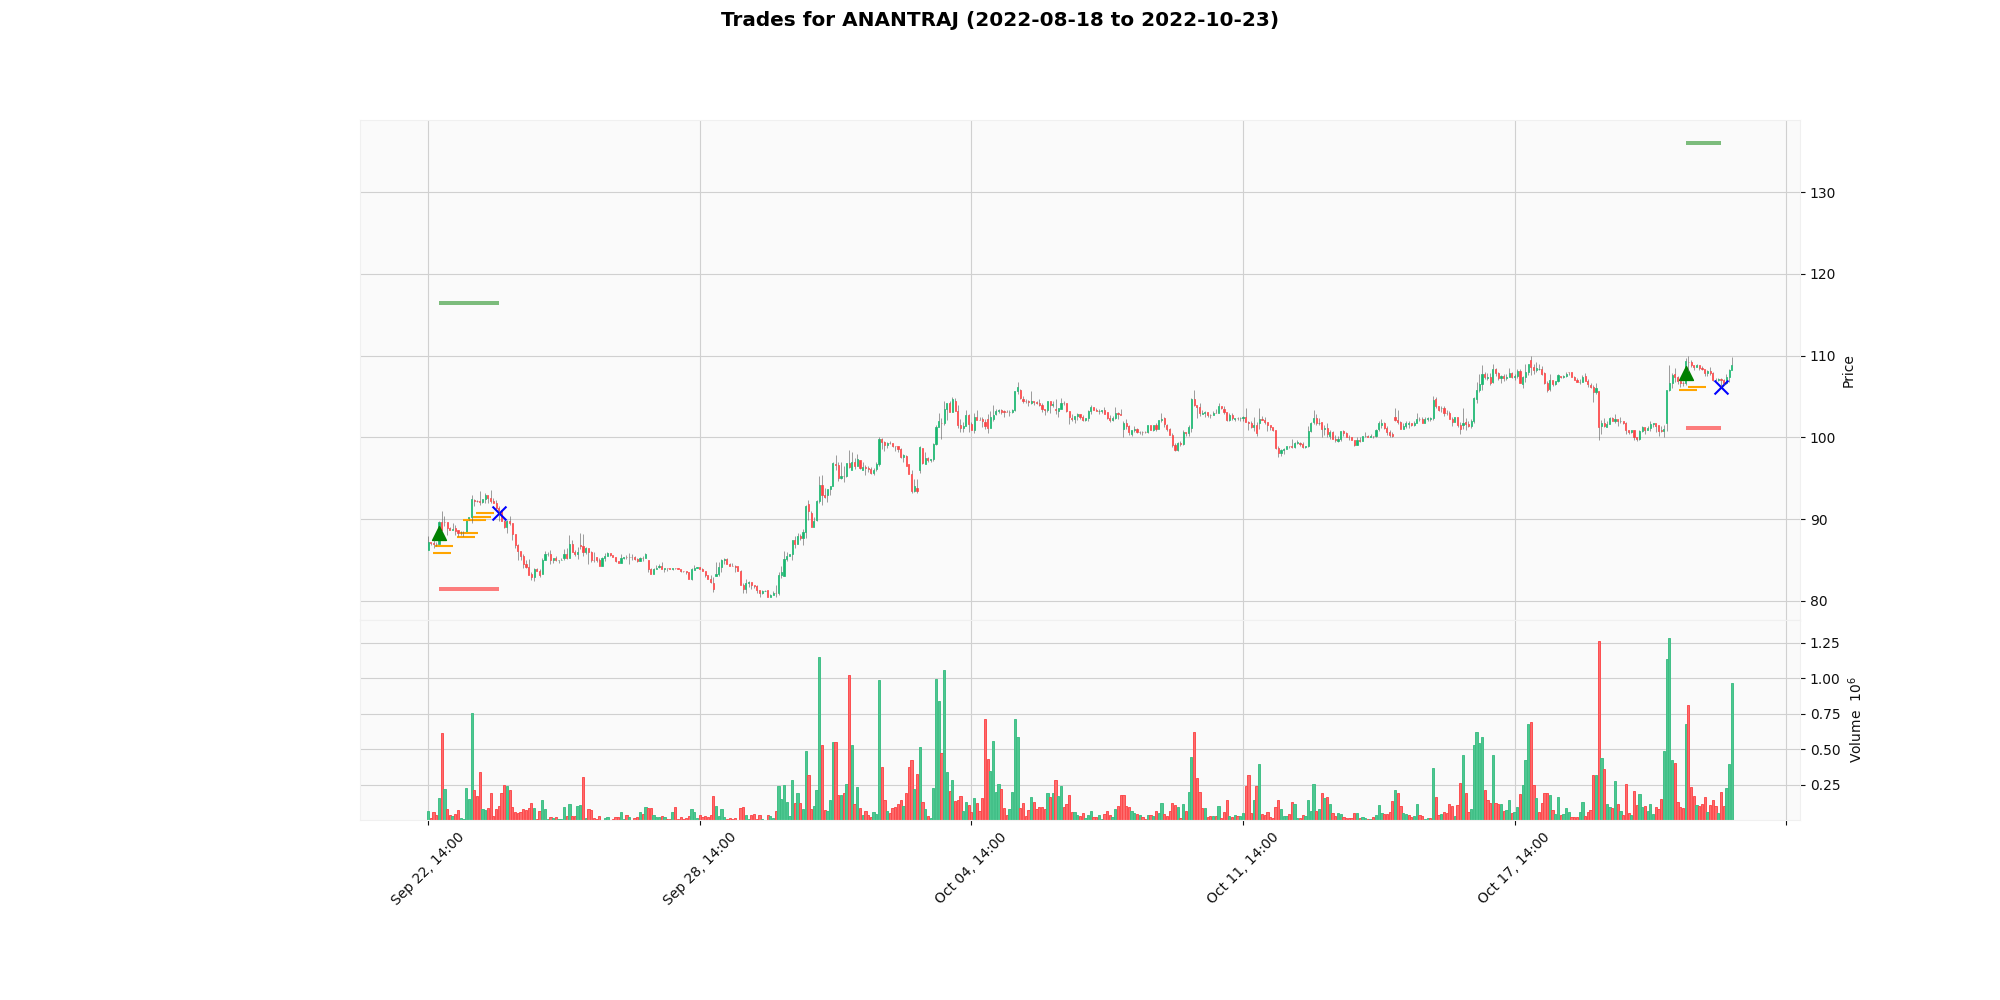 Trades for ANANTRAJ (2022-08-18 to 2022-10-23)
130
120
110
100
90
80
Price
1.25
1.00
0.75
0.50
0.25
Volume 10⁶
Sep 22, 14:00
Sep 28, 14:00
Oct 04, 14:00
Oct 11, 14:00
Oct 17, 14:00